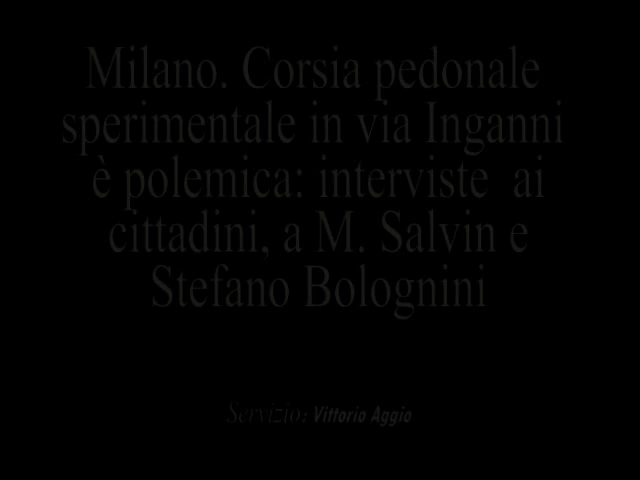 Milano. Corsia pedonale
sperimentale in via Inganni
è polemica: interviste ai
cittadini, a M. Salvin e
Stefano Bolognini
Servizio: Vittorio Aggio